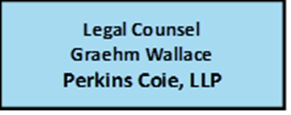 Legal Counsel
Graehm Wallace
Perkins Coie, LLP